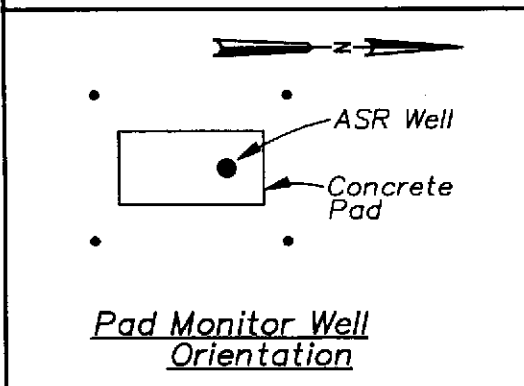 N
ASR Well
Concrete
Pad
Pad Monitor Well
Orientation